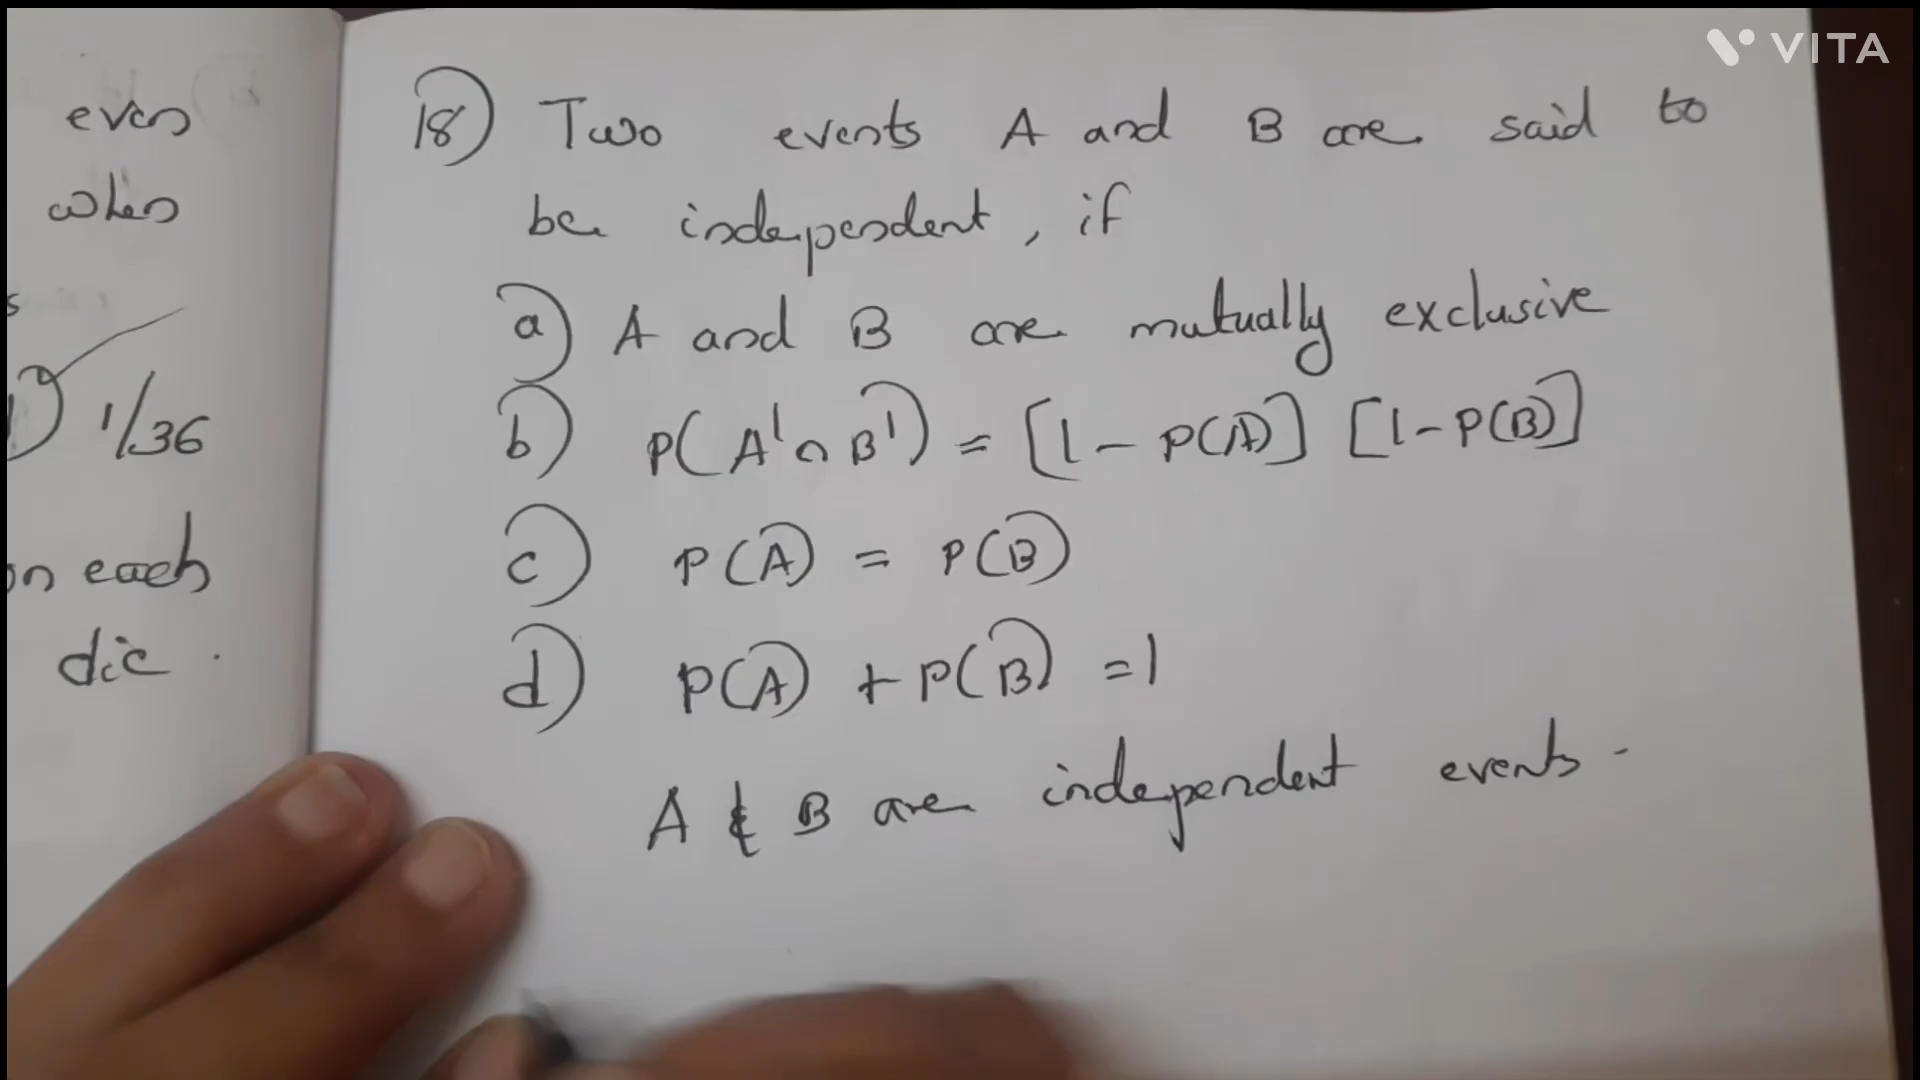 VITA
even
when
s
) 1/36
on each
die.
18) Two events A and B are said to
be independent, if
a) A and B are mutually exclusive
b) P(A'∩B') = [1-P(A)] [1-P(B)]
c) P(A) = P(B)
d) P(A) + P(B) =1
A & B are independent events.